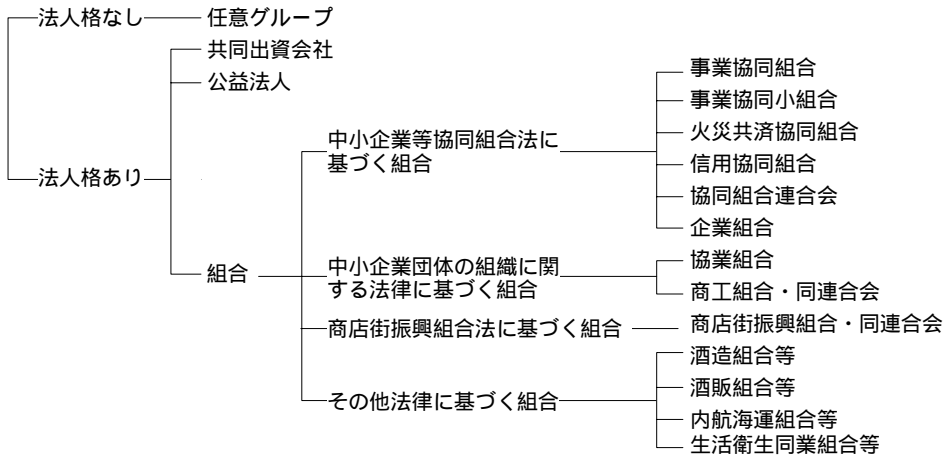 法人格なし
任意グループ
共同出資会社
公益法人
法人格あり
組合
中小企業等協同組合法に
基づく組合
事業協同組合
事業協同小組合
火災共済協同組合
信用協同組合
協同組合連合会
企業組合
中小企業団体の組織に関
する法律に基づく組合
協業組合
商工組合・同連合会
商店街振興組合法に基づく組合
商店街振興組合・同連合会
その他法律に基づく組合
酒造組合等
酒販組合等
内航海運組合等
生活衛生同業組合等